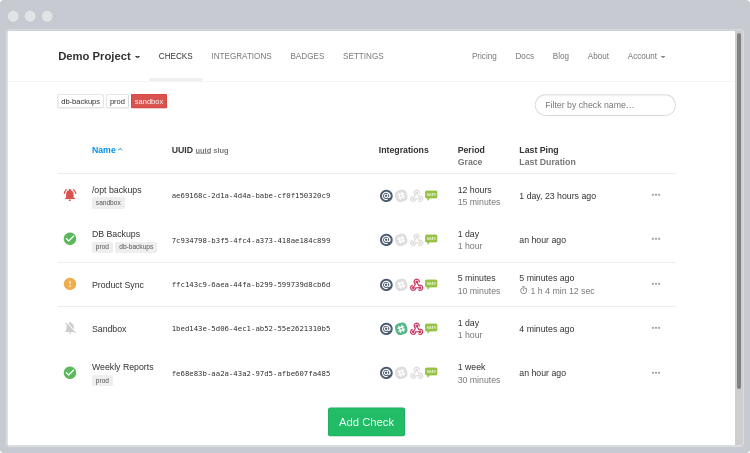 Demo Project CHECKS INTEGRATIONS BADGES SETTINGS Pricing Docs Blog About Account
db-backups prod sandbox Filter by check name…
Name UUID uuid slug Integrations Period Last Ping
Grace Last Duration
/opt backups ae69168c-2d1a-4d4a-babe-cf0f150320c9 12 hours 1 day, 23 hours ago
sandbox 15 minutes
DB Backups 7c934798-b3f5-4fc4-a373-418ae184c899 1 day an hour ago
prod db-backups 1 hour
Product Sync ffc143c9-6aea-44fa-b299-599739d8cb6d 5 minutes 5 minutes ago
10 minutes 1 h 4 min 12 sec
Sandbox 1bed143e-5d06-4ec1-ab52-55e2621310b5 1 day 4 minutes ago
1 hour
Weekly Reports fe68e83b-aa2a-43a2-97d5-afbe607fa485 1 week an hour ago
prod 30 minutes
Add Check